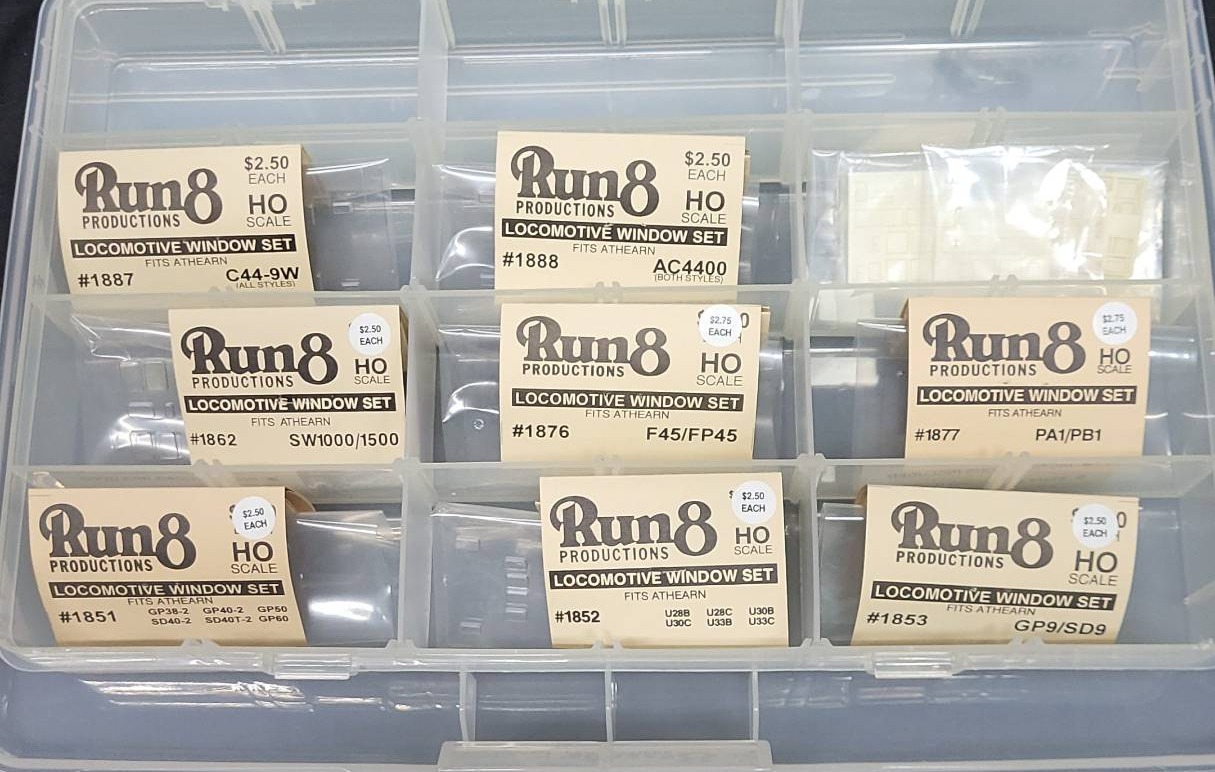 Run8
PRODUCTIONS
$2.50
EACH
HO
SCALE
LOCOMOTIVE WINDOW SET
FITS ATHEARN
#1887 C44-9W
(ALL STYLES)
Run8
PRODUCTIONS
$2.50
EACH
HO
SCALE
LOCOMOTIVE WINDOW SET
FITS ATHEARN
#1888 AC4400
(BOTH STYLES)
Run8
PRODUCTIONS
$2.50
EACH
HO
SCALE
LOCOMOTIVE WINDOW SET
FITS ATHEARN
#1862 SW1000/1500
Run8
PRODUCTIONS
$2.75
EACH
HO
SCALE
LOCOMOTIVE WINDOW SET
FITS ATHEARN
#1876 F45/FP45
Run8
PRODUCTIONS
$2.75
EACH
HO
SCALE
LOCOMOTIVE WINDOW SET
FITS ATHEARN
#1877 PA1/PB1
Run8
PRODUCTIONS
$2.50
EACH
HO
SCALE
LOCOMOTIVE WINDOW SET
FITS ATHEARN
#1851 GP38-2 GP40-2 GP50
SD40-2 SD40T-2 GP60
Run8
PRODUCTIONS
$2.50
EACH
HO
SCALE
LOCOMOTIVE WINDOW SET
FITS ATHEARN
#1852 U28B U28C U30B
U30C U33B U33C
Run8
PRODUCTIONS
$2.50
EACH
HO
SCALE
LOCOMOTIVE WINDOW SET
FITS ATHEARN
#1853 GP9/SD9